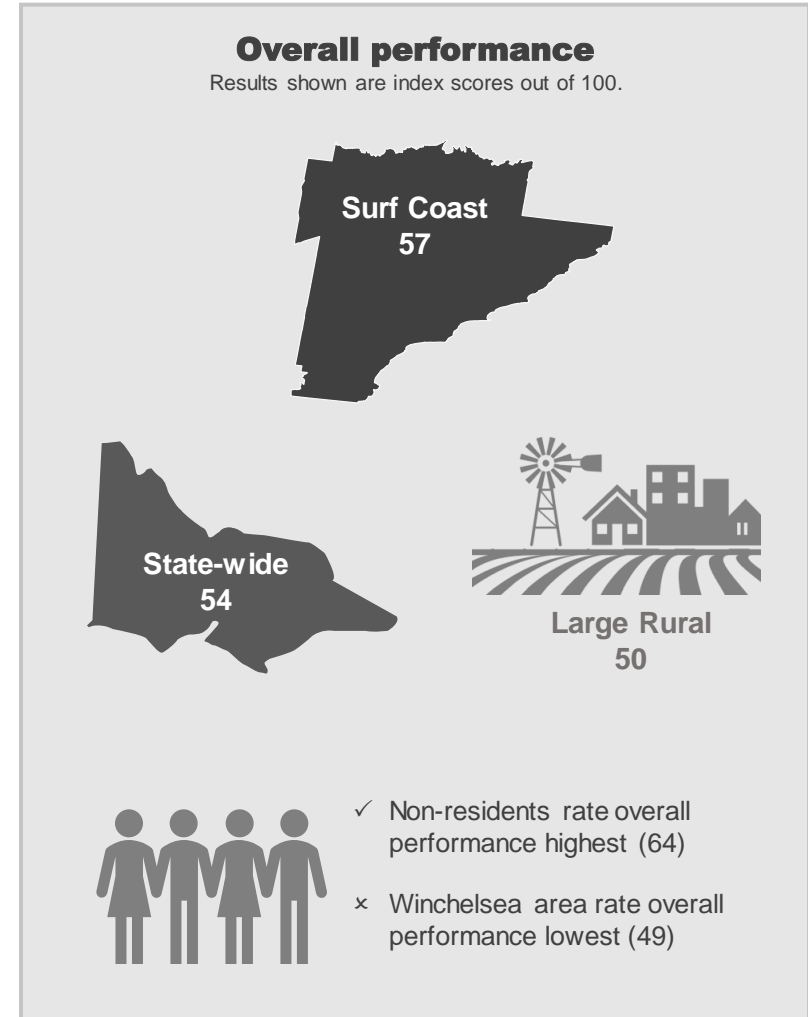 Overall performance
Results shown are index scores out of 100.
Surf Coast
57
State-wide
54
Large Rural
50
✓ Non-residents rate overall
performance highest (64)
× Winchelsea area rate overall
performance lowest (49)